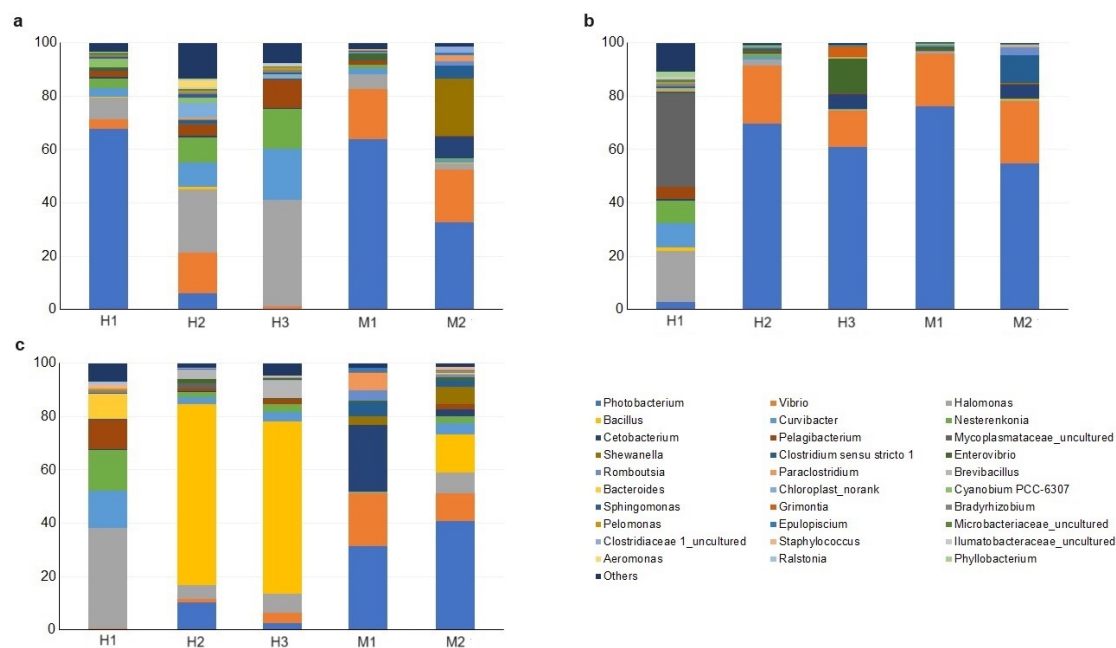 a
100
80
60
40
20
0
H1 H2 H3 M1 M2
b
100
80
60
40
20
0
H1 H2 H3 M1 M2
c
100
80
60
40
20
0
H1 H2 H3 M1 M2
Photobacterium Vibrio Halomonas
Bacillus Curvibacter Nesterenkonia
Cetobacterium Pelagibacterium Mycoplasmataceae_uncultured
Shewanella Clostridium sensu stricto 1 Enterovibrio
Romboutsia Paraclostridium Brevibacillus
Bacteroides Chloroplast_norank Cyanobium PCC-6307
Sphingomonas Grimontia Bradyrhizobium
Pelomonas Epulopiscium Microbacteriaceae_uncultured
Clostridiaceae 1_uncultured Staphylococcus Ilumatobacteraceae_uncultured
Aeromonas Ralstonia Phyllobacterium
Others